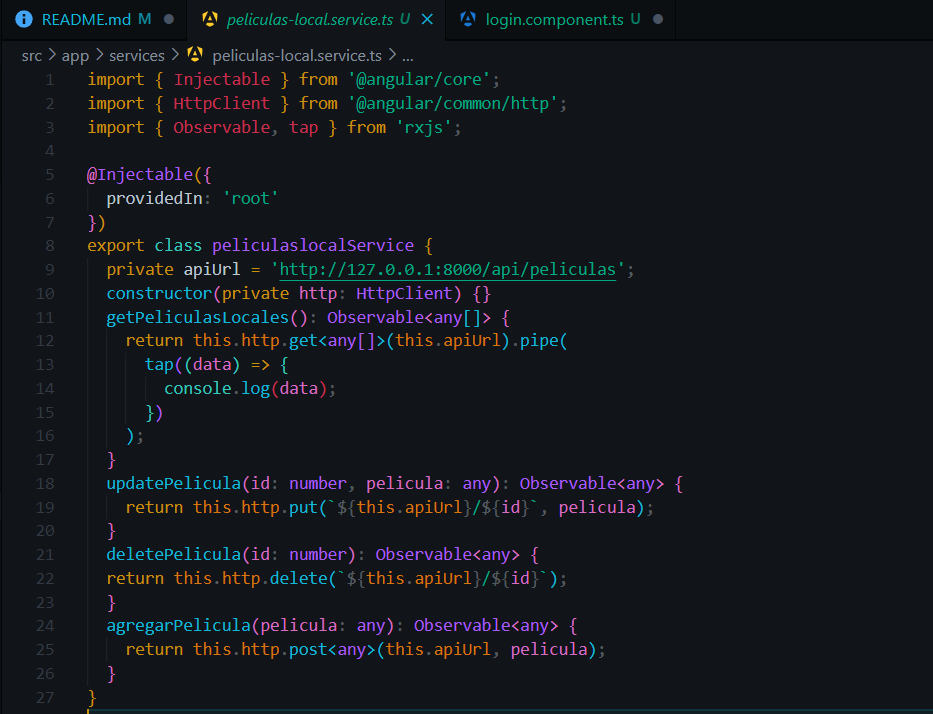 README.md M
peliculas-local.service.ts U
login.component.ts U
src > app > services > peliculas-local.service.ts > ...
1 import { Injectable } from '@angular/core';
2 import { HttpClient } from '@angular/common/http';
3 import { Observable, tap } from 'rxjs';
4
5 @Injectable({
6   providedIn: 'root'
7 })
8 export class peliculaslocalService {
9   private apiUrl = 'http://127.0.0.1:8000/api/peliculas';
10   constructor(private http: HttpClient) {}
11   getPeliculasLocales(): Observable<any[]> {
12     return this.http.get<any[]>(this.apiUrl).pipe(
13       tap((data) => {
14         console.log(data);
15       })
16     );
17   }
18   updatePelicula(id: number, pelicula: any): Observable<any> {
19     return this.http.put(`${this.apiUrl}/${id}`, pelicula);
20   }
21   deletePelicula(id: number): Observable<any> {
22   return this.http.delete(`${this.apiUrl}/${id}`);
23   }
24   agregarPelicula(pelicula: any): Observable<any> {
25     return this.http.post<any>(this.apiUrl, pelicula);
26   }
27 }